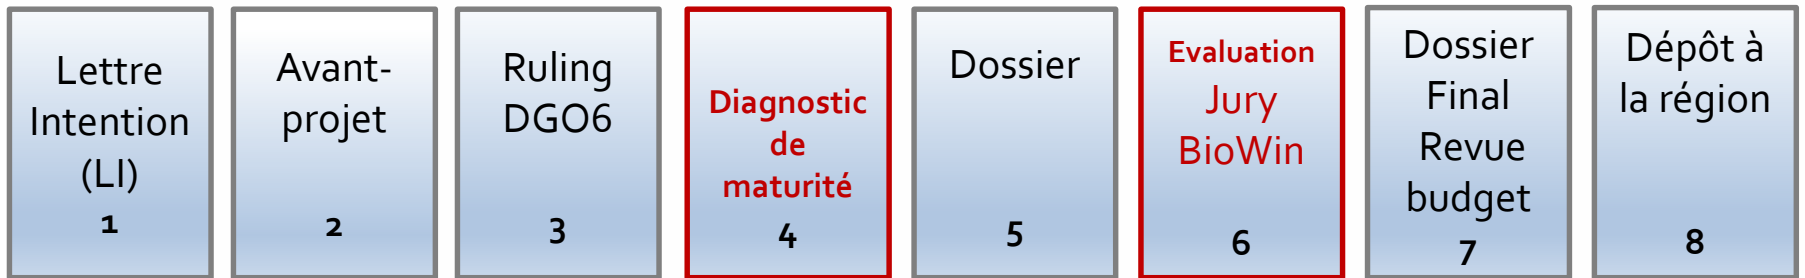 Lettre
Intention
(LI)
1
Avant-
projet
2
Ruling
DGO6
3
Diagnostic
de
maturité
4
Dossier
5
Evaluation
Jury
BioWin
6
Dossier
Final
Revue
budget
7
Dépôt à
la région
8